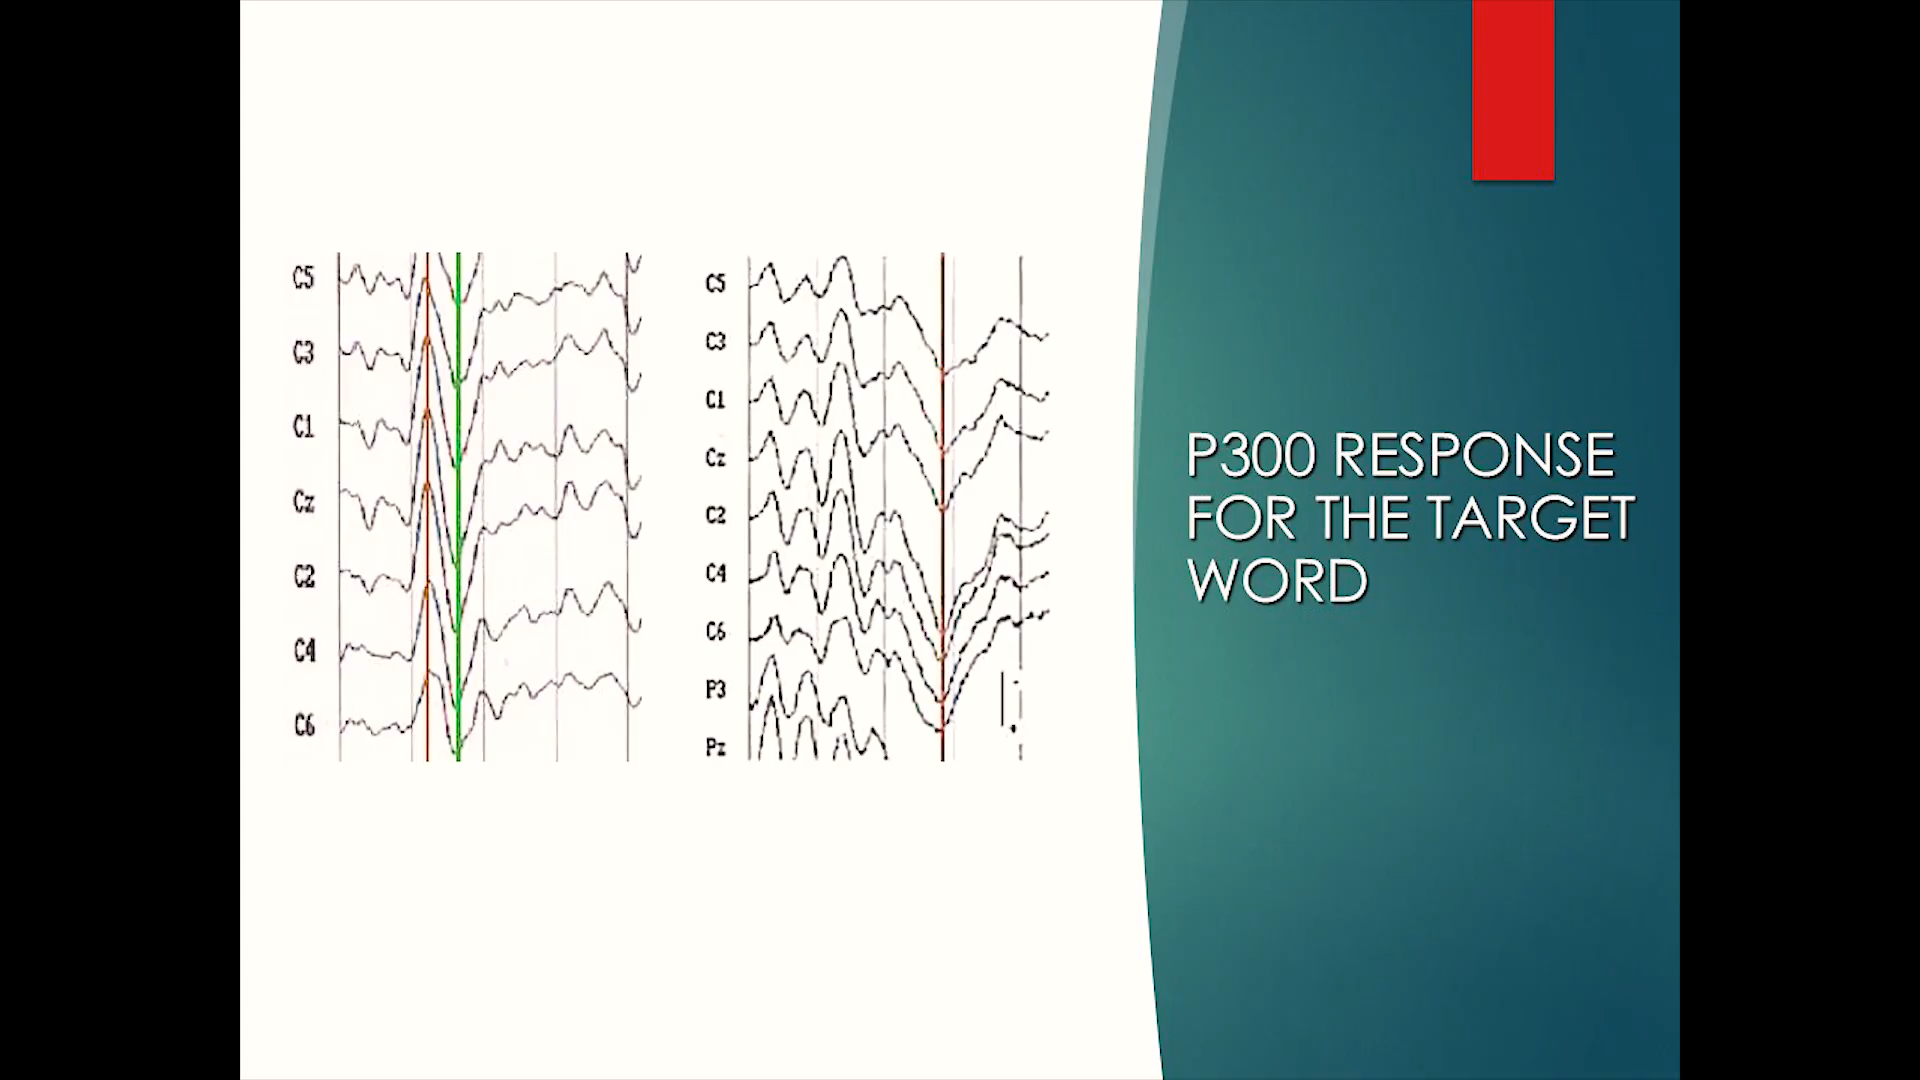 C5
C3
C1
Cz
C2
C4
C6
C5
C3
C1
Cz
C2
C4
C6
P3
Pz
P300 RESPONSE
FOR THE TARGET
WORD